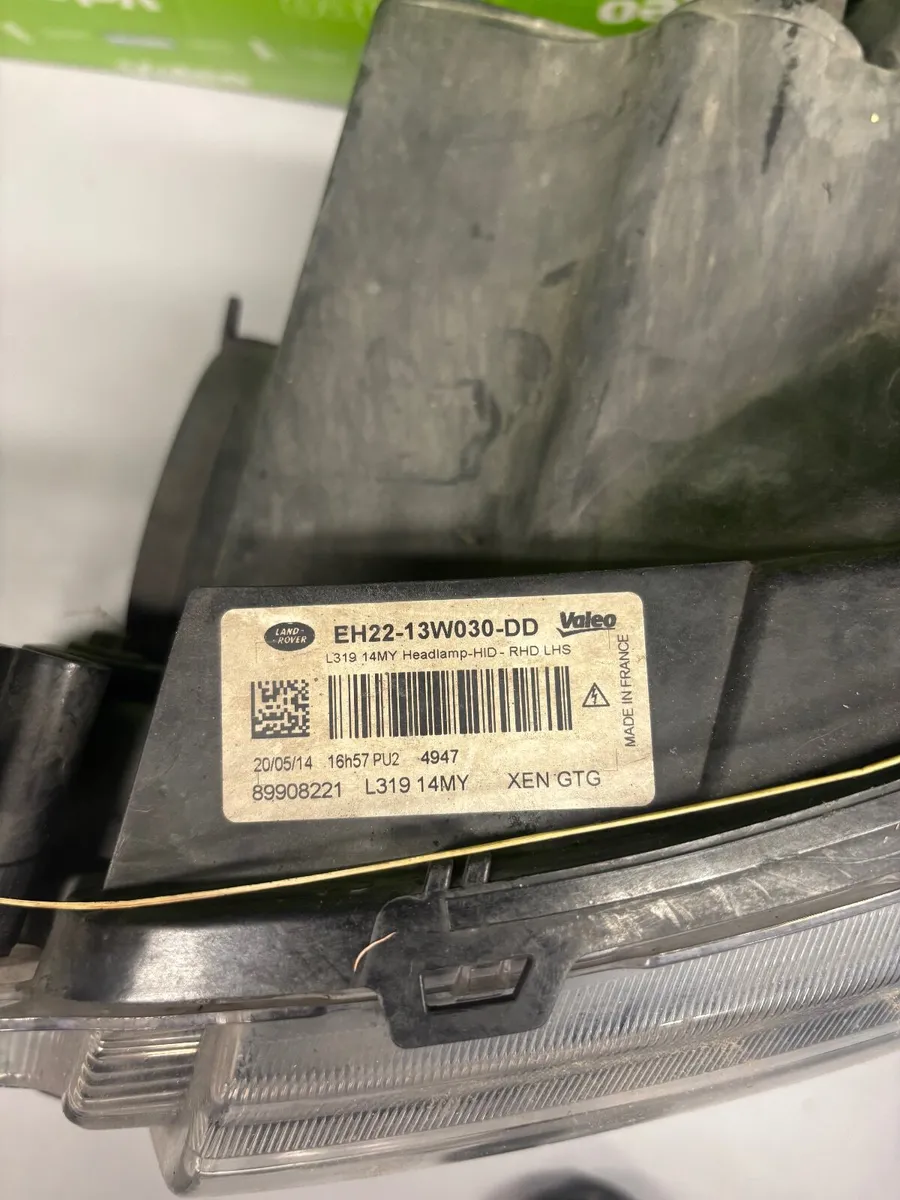 LAND-
ROVER
EH22-13W030-DD
Valeo
L319 14MY Headlamp-HID - RHD LHS
MADE IN FRANCE
20/05/14 16h57 PU2 4947
89908221 L319 14MY XEN GTG